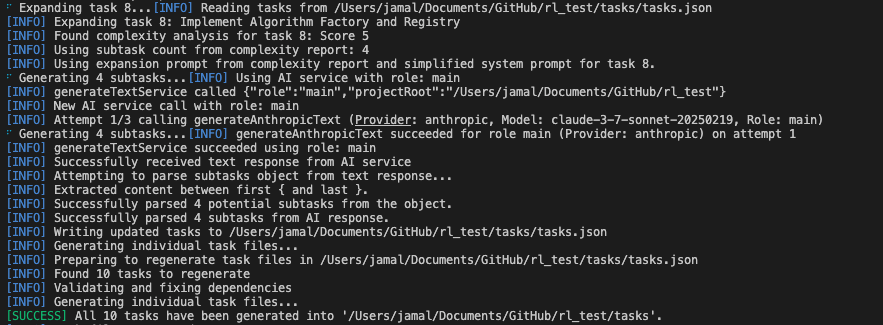 Expanding task 8...[INFO] Reading tasks from /Users/jamal/Documents/GitHub/rl_test/tasks/tasks.json
[INFO] Expanding task 8: Implement Algorithm Factory and Registry
[INFO] Found complexity analysis for task 8: Score 5
[INFO] Using subtask count from complexity report: 4
[INFO] Using expansion prompt from complexity report and simplified system prompt for task 8.
Generating 4 subtasks...[INFO] Using AI service with role: main
[INFO] generateTextService called {"role":"main","projectRoot":"/Users/jamal/Documents/GitHub/rl_test"}
[INFO] New AI service call with role: main
[INFO] Attempt 1/3 calling generateAnthropicText (Provider: anthropic, Model: claude-3-7-sonnet-20250219, Role: main)
Generating 4 subtasks...[INFO] generateAnthropicText succeeded for role main (Provider: anthropic) on attempt 1
[INFO] generateTextService succeeded using role: main
[INFO] Successfully received text response from AI service
[INFO] Attempting to parse subtasks object from text response...
[INFO] Extracted content between first { and last }.
[INFO] Successfully parsed 4 potential subtasks from the object.
[INFO] Successfully parsed 4 subtasks from AI response.
[INFO] Writing updated tasks to /Users/jamal/Documents/GitHub/rl_test/tasks/tasks.json
[INFO] Generating individual task files...
[INFO] Preparing to regenerate task files in /Users/jamal/Documents/GitHub/rl_test/tasks/tasks.json
[INFO] Found 10 tasks to regenerate
[INFO] Validating and fixing dependencies
[INFO] Generating individual task files...
[SUCCESS] All 10 tasks have been generated into '/Users/jamal/Documents/GitHub/rl_test/tasks'.